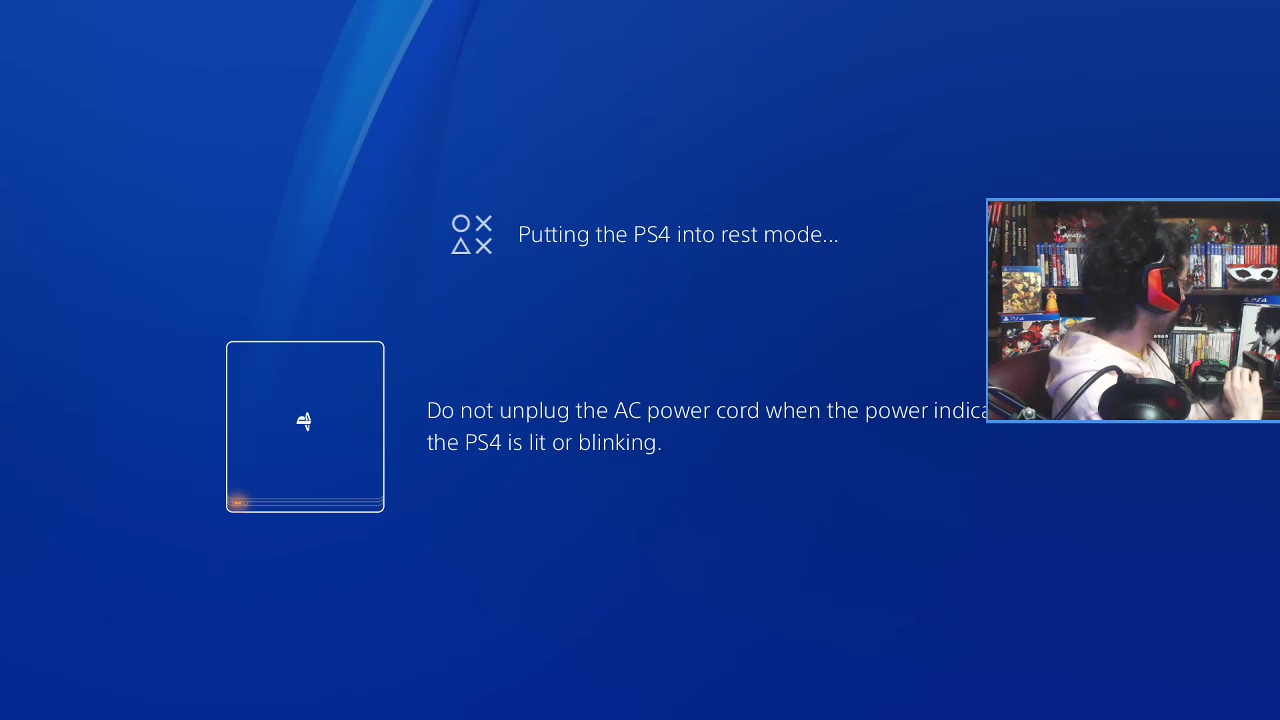 Putting the PS4 into rest mode...
Do not unplug the AC power cord when the power indica
the PS4 is lit or blinking.